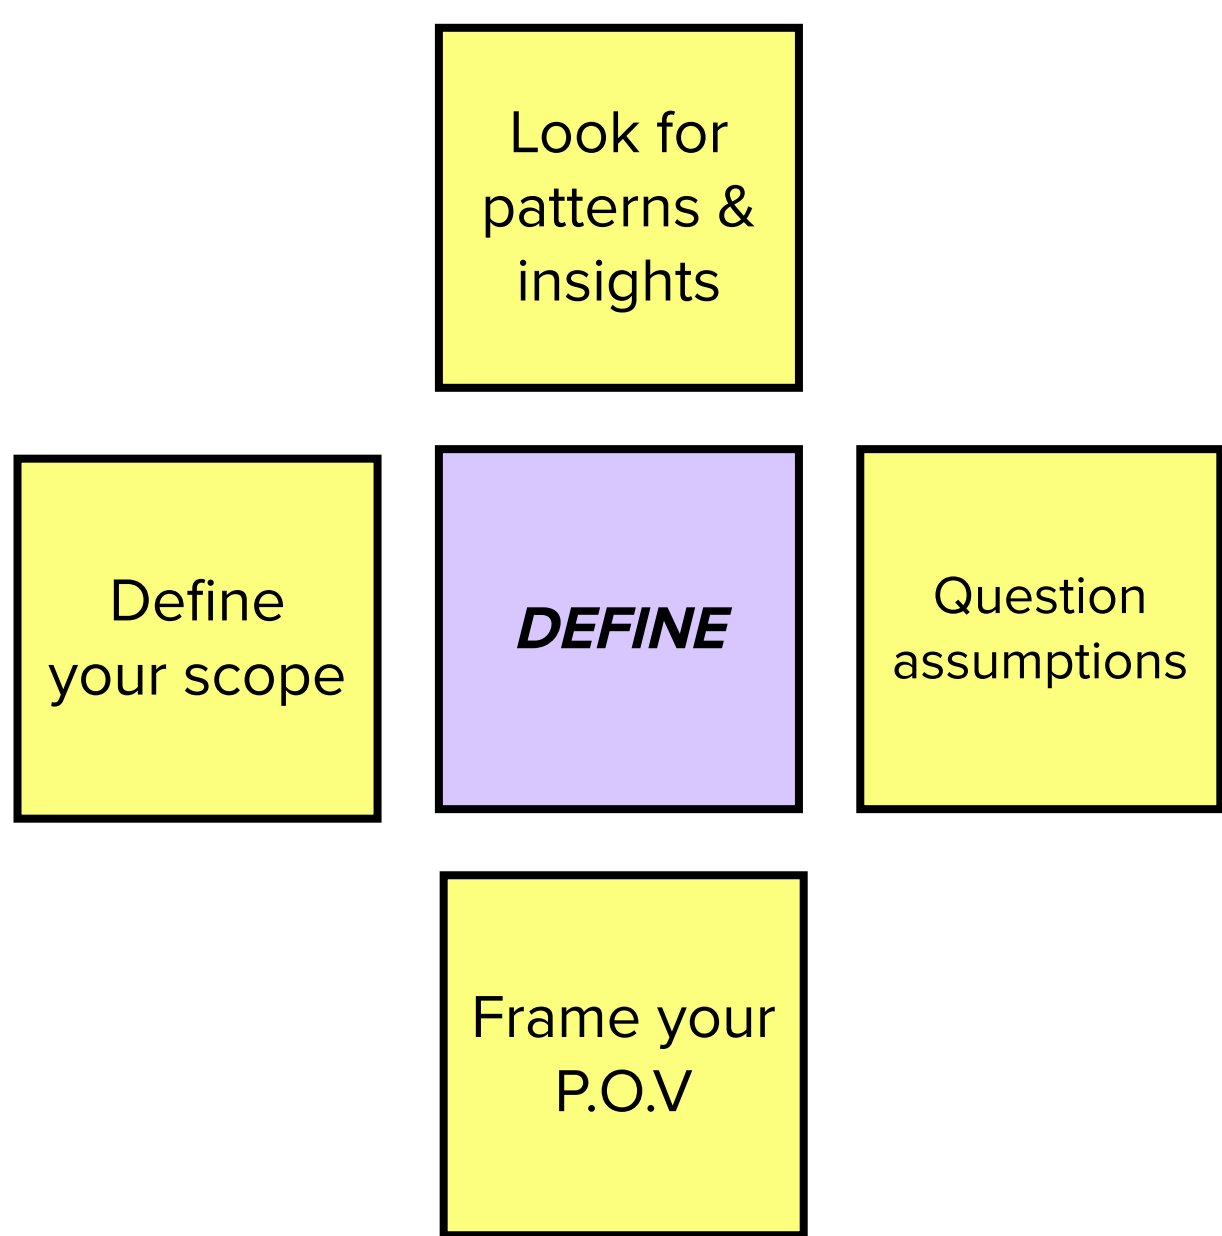 Look for
patterns &
insights
Define
your scope
DEFINE
Question
assumptions
Frame your
P.O.V